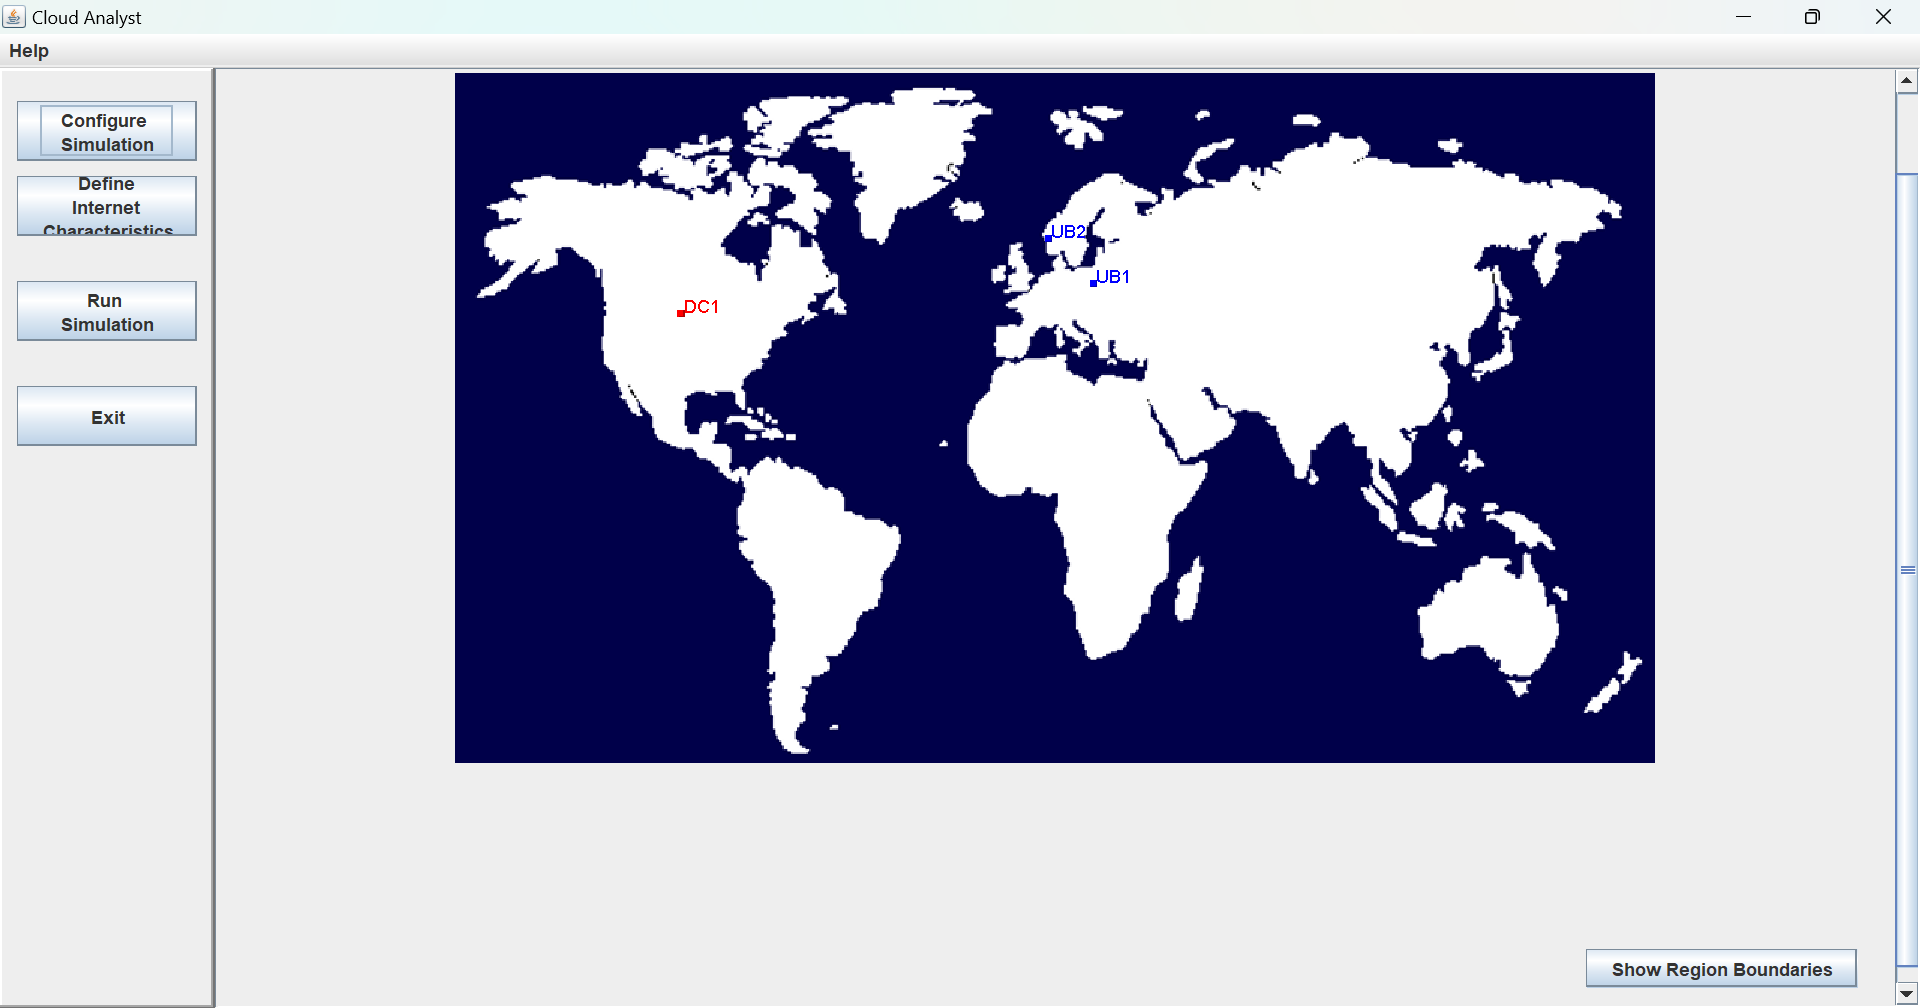 Cloud Analyst
Help
Configure
Simulation
Define
Internet
Characteristics
Run
Simulation
Exit
UB2
UB1
DC1
Show Region Boundaries